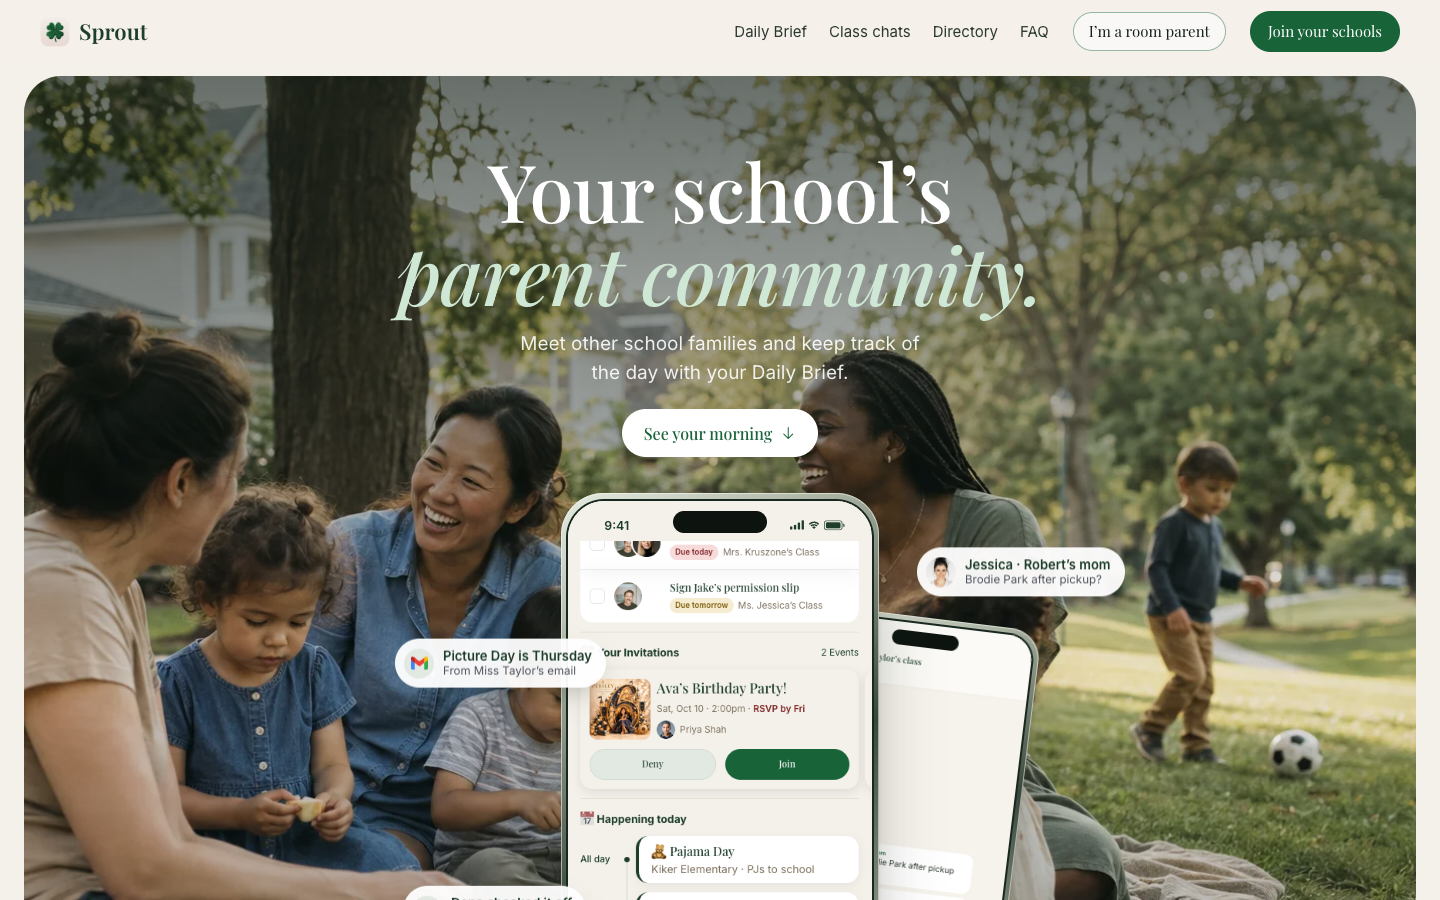 Sprout
Daily Brief
Class chats
Directory
FAQ
I'm a room parent
Join your schools
Your school's
parent community.
Meet other school families and keep track of
the day with your Daily Brief.
See your morning ↓
9:41
Due today Mrs. Kruszone's Class
Sign Jake's permission slip
Due tomorrow Ms. Jessica's Class
Jessica · Robert's mom
Brodie Park after pickup?
Picture Day is Thursday
From Miss Taylor's email
Your Invitations
2 Events
Ava's Birthday Party!
Sat, Oct 10 · 2:00pm · RSVP by Fri
Priya Shah
Deny
Join
Happening today
All day
Pajama Day
Kiker Elementary · PJs to school
class
Park after pickup